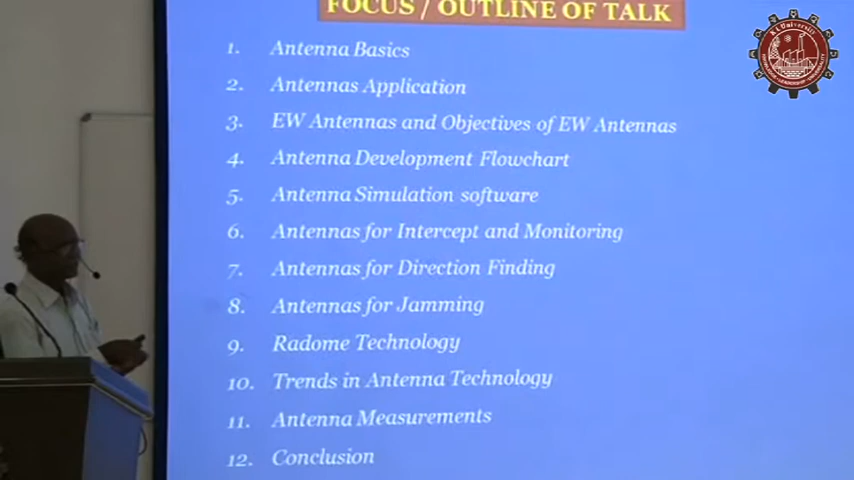 FOCUS / OUTLINE OF TALK
K L University
1. Antenna Basics
2. Antennas Application
3. EW Antennas and Objectives of EW Antennas
4. Antenna Development Flowchart
5. Antenna Simulation software
6. Antennas for Intercept and Monitoring
7. Antennas for Direction Finding
8. Antennas for Jamming
9. Radome Technology
10. Trends in Antenna Technology
11. Antenna Measurements
12. Conclusion